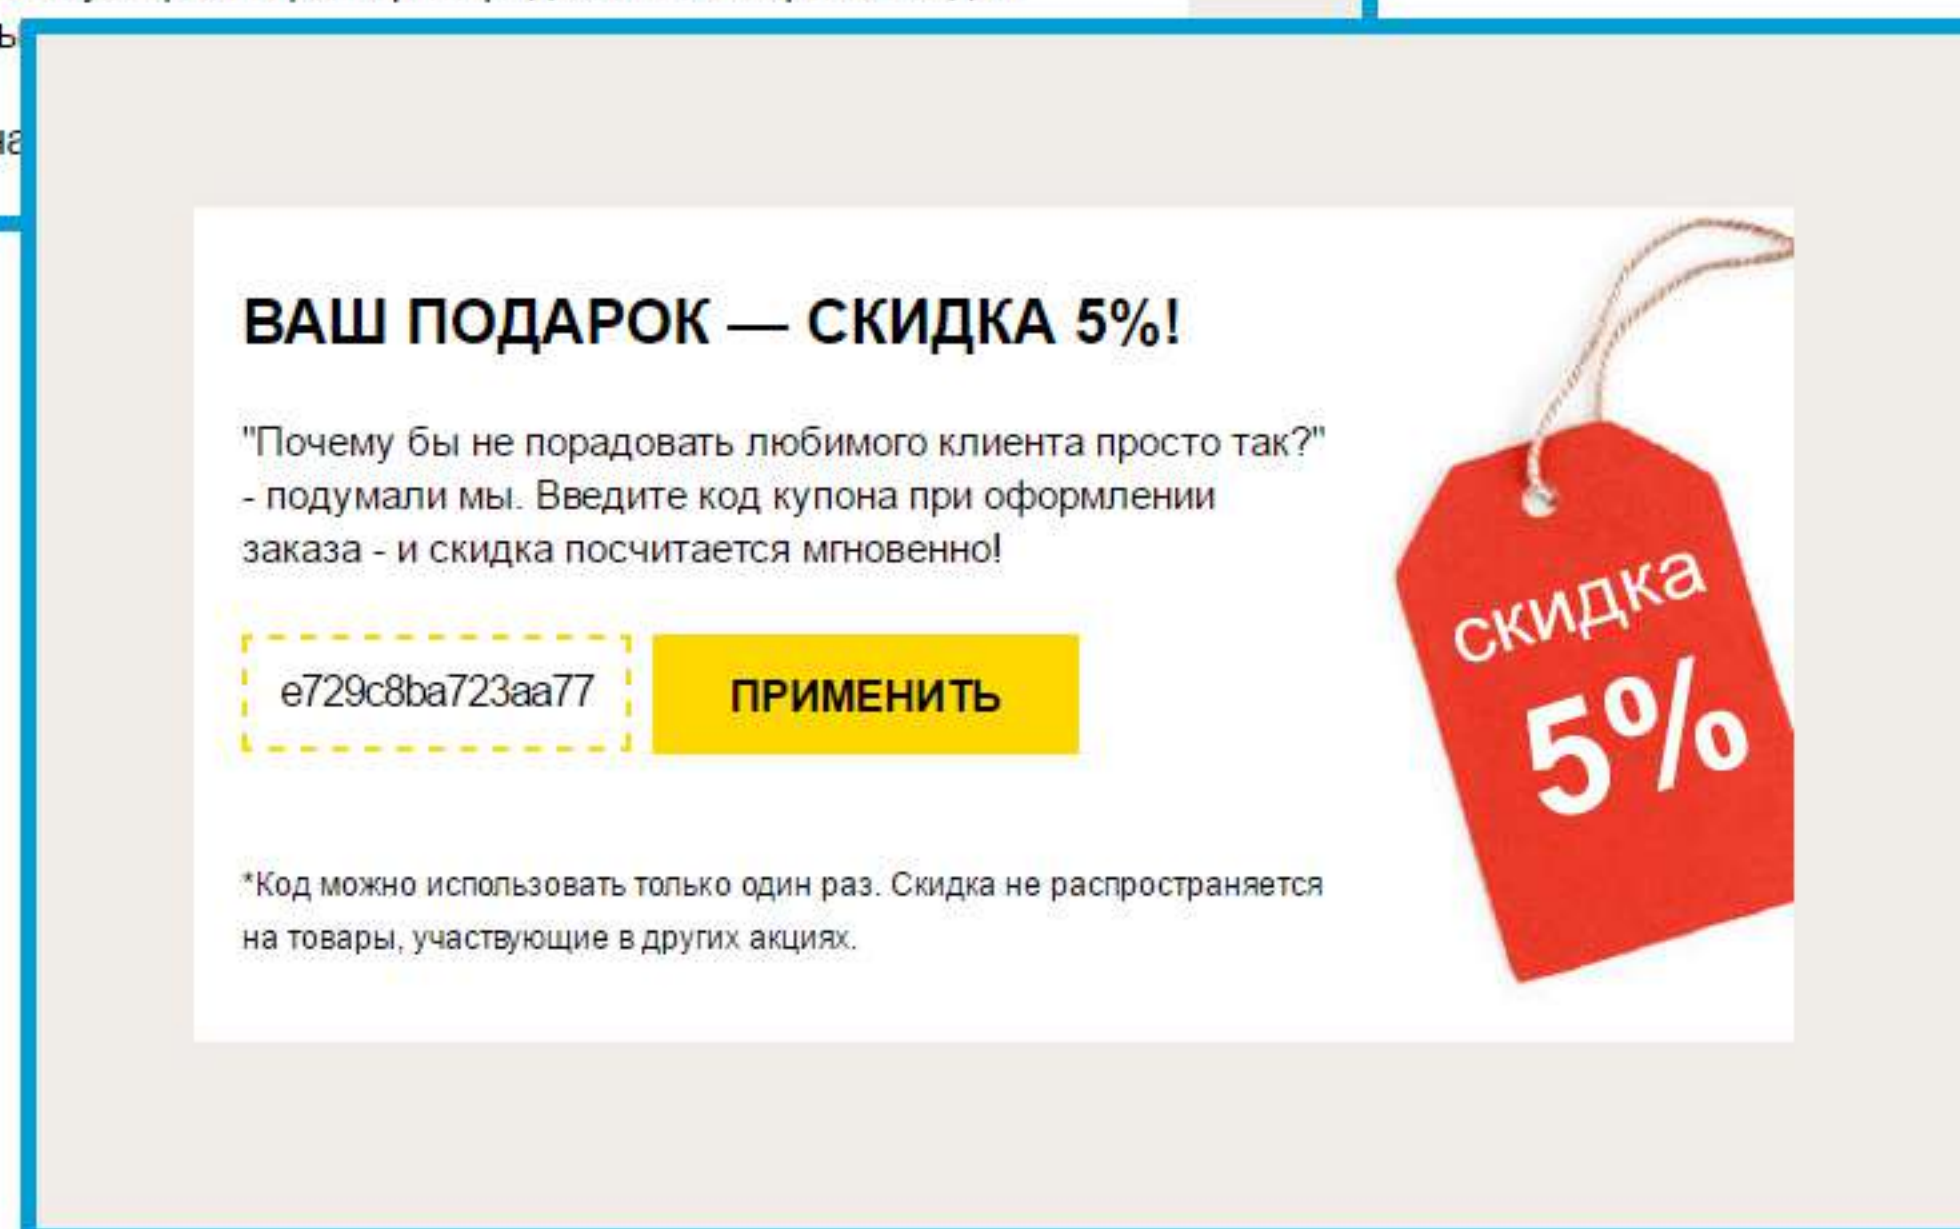 ВАШ ПОДАРОК — СКИДКА 5%!
"Почему бы не порадовать любимого клиента просто так?"
- подумали мы. Введите код купона при оформлении
заказа - и скидка посчитается мгновенно!
e729c8ba723aa77
ПРИМЕНИТЬ
*Код можно использовать только один раз. Скидка не распространяется
на товары, участвующие в других акциях.
скидка
5%